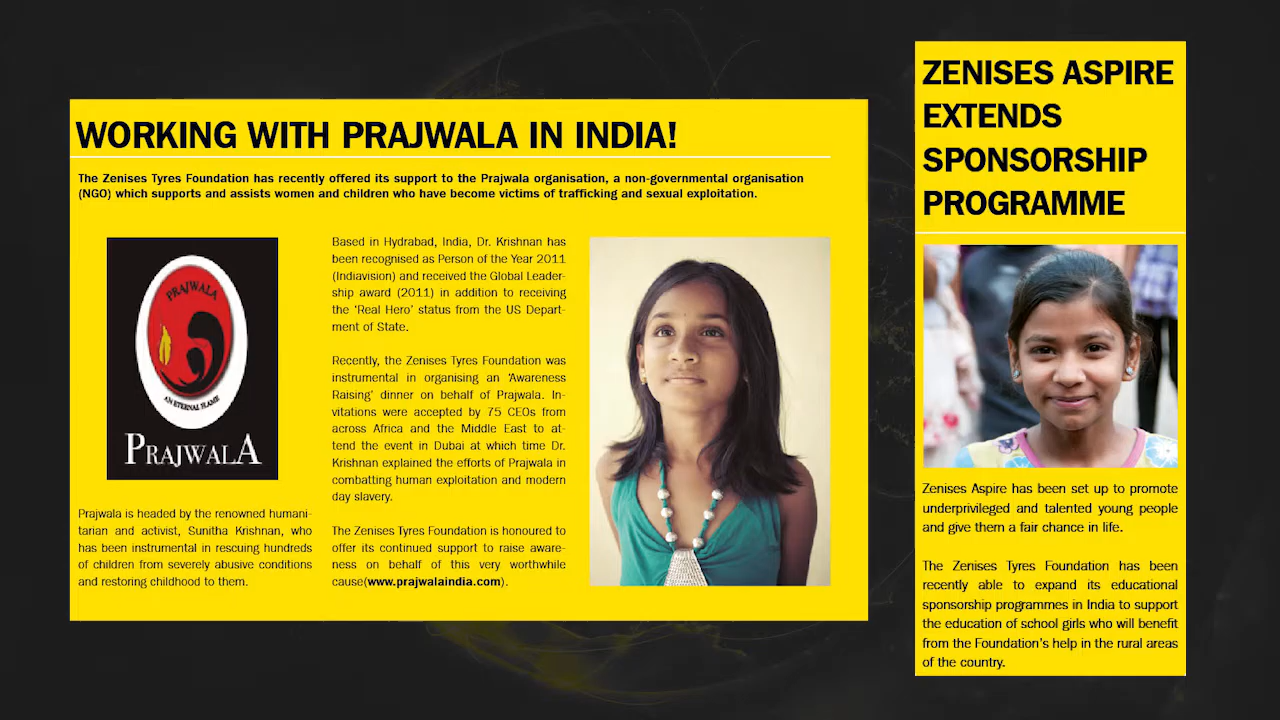 WORKING WITH PRAJWALA IN INDIA!
The Zenises Tyres Foundation has recently offered its support to the Prajwala organisation, a non-governmental organisation
(NGO) which supports and assists women and children who have become victims of trafficking and sexual exploitation.
PRAJWALA
AN ETERNAL FLAME
PRAJWALA
Prajwala is headed by the renowned humani-
tarian and activist, Sunitha Krishnan, who
has been instrumental in rescuing hundreds
of children from severely abusive conditions
and restoring childhood to them.
Based in Hydrabad, India, Dr. Krishnan has
been recognised as Person of the Year 2011
(Indiavision) and received the Global Leader-
ship award (2011) in addition to receiving
the ‘Real Hero’ status from the US Depart-
ment of State.
Recently, the Zenises Tyres Foundation was
instrumental in organising an ‘Awareness
Raising’ dinner on behalf of Prajwala. In-
vitations were accepted by 75 CEOs from
across Africa and the Middle East to at-
tend the event in Dubai at which time Dr.
Krishnan explained the efforts of Prajwala in
combatting human exploitation and modern
day slavery.
The Zenises Tyres Foundation is honoured to
offer its continued support to raise aware-
ness on behalf of this very worthwhile
cause(www.prajwalaindia.com).
ZENISES ASPIRE
EXTENDS
SPONSORSHIP
PROGRAMME
Zenises Aspire has been set up to promote
underprivileged and talented young people
and give them a fair chance in life.
The Zenises Tyres Foundation has been
recently able to expand its educational
sponsorship programmes in India to support
the education of school girls who will benefit
from the Foundation’s help in the rural areas
of the country.